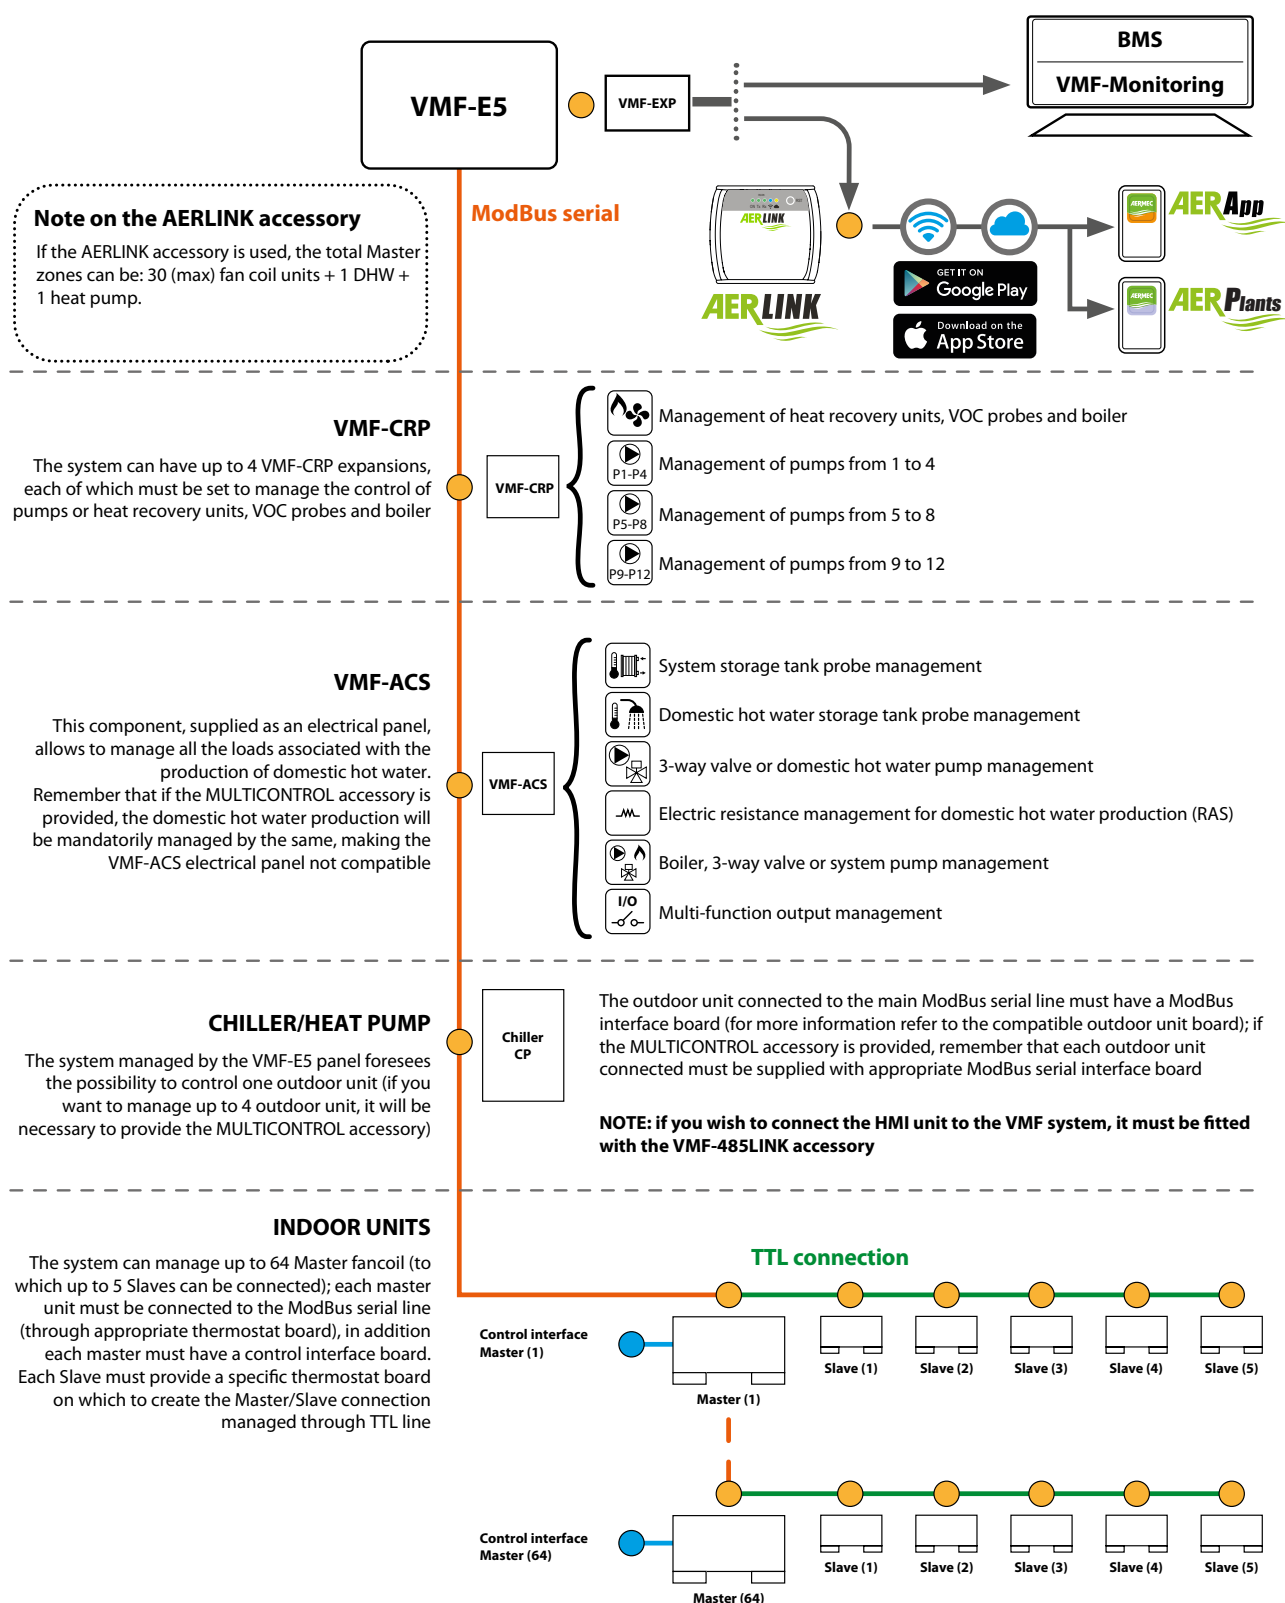 BMS
VMF-Monitoring
VMF-E5
VMF-EXP
Note on the AERLINK accessory
If the AERLINK accessory is used, the total Master
zones can be: 30 (max) fan coil units + 1 DHW +
1 heat pump.
ModBus serial
AERLINK
AERLINK
GET IT ON
Google Play
Download on the
App Store
AERMEC
AERApp
AERMEC
AERPlants
VMF-CRP
The system can have up to 4 VMF-CRP expansions,
each of which must be set to manage the control of
pumps or heat recovery units, VOC probes and boiler
VMF-CRP
Management of heat recovery units, VOC probes and boiler
P1-P4
Management of pumps from 1 to 4
P5-P8
Management of pumps from 5 to 8
P9-P12
Management of pumps from 9 to 12
VMF-ACS
This component, supplied as an electrical panel,
allows to manage all the loads associated with the
production of domestic hot water.
Remember that if the MULTICONTROL accessory is
provided, the domestic hot water production will
be mandatorily managed by the same, making the
VMF-ACS electrical panel not compatible
VMF-ACS
System storage tank probe management
Domestic hot water storage tank probe management
3-way valve or domestic hot water pump management
Electric resistance management for domestic hot water production (RAS)
Boiler, 3-way valve or system pump management
I/O
Multi-function output management
CHILLER/HEAT PUMP
The system managed by the VMF-E5 panel foresees
the possibility to control one outdoor unit (if you
want to manage up to 4 outdoor unit, it will be
necessary to provide the MULTICONTROL accessory)
Chiller
CP
The outdoor unit connected to the main ModBus serial line must have a ModBus
interface board (for more information refer to the compatible outdoor unit board); if
the MULTICONTROL accessory is provided, remember that each outdoor unit
connected must be supplied with appropriate ModBus serial interface board
NOTE: if you wish to connect the HMI unit to the VMF system, it must be fitted
with the VMF-485LINK accessory
INDOOR UNITS
The system can manage up to 64 Master fancoil (to
which up to 5 Slaves can be connected); each master
unit must be connected to the ModBus serial line
(through appropriate thermostat board), in addition
each master must have a control interface board.
Each Slave must provide a specific thermostat board
on which to create the Master/Slave connection
managed through TTL line
TTL connection
Control interface
Master (1)
Master (1)
Slave (1)
Slave (2)
Slave (3)
Slave (4)
Slave (5)
Control interface
Master (64)
Master (64)
Slave (1)
Slave (2)
Slave (3)
Slave (4)
Slave (5)